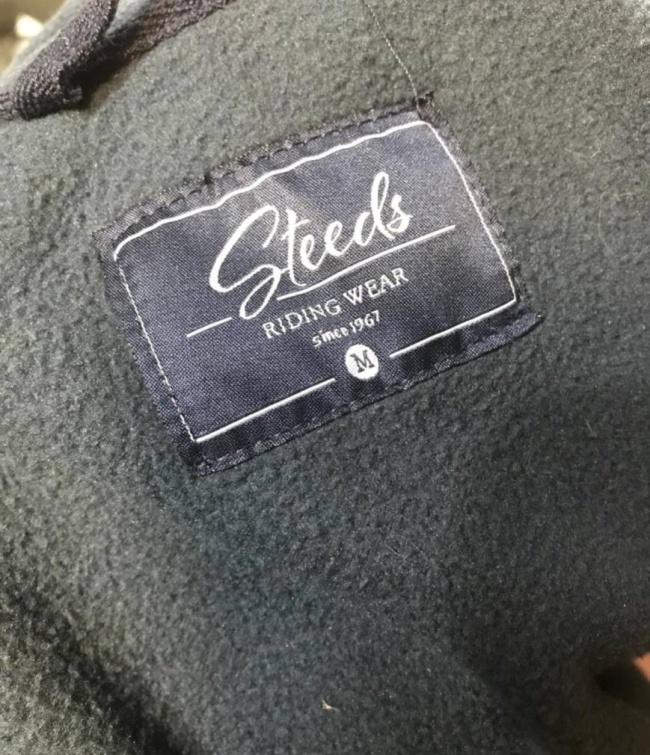 Steeds
RIDING WEAR
since 1967
M